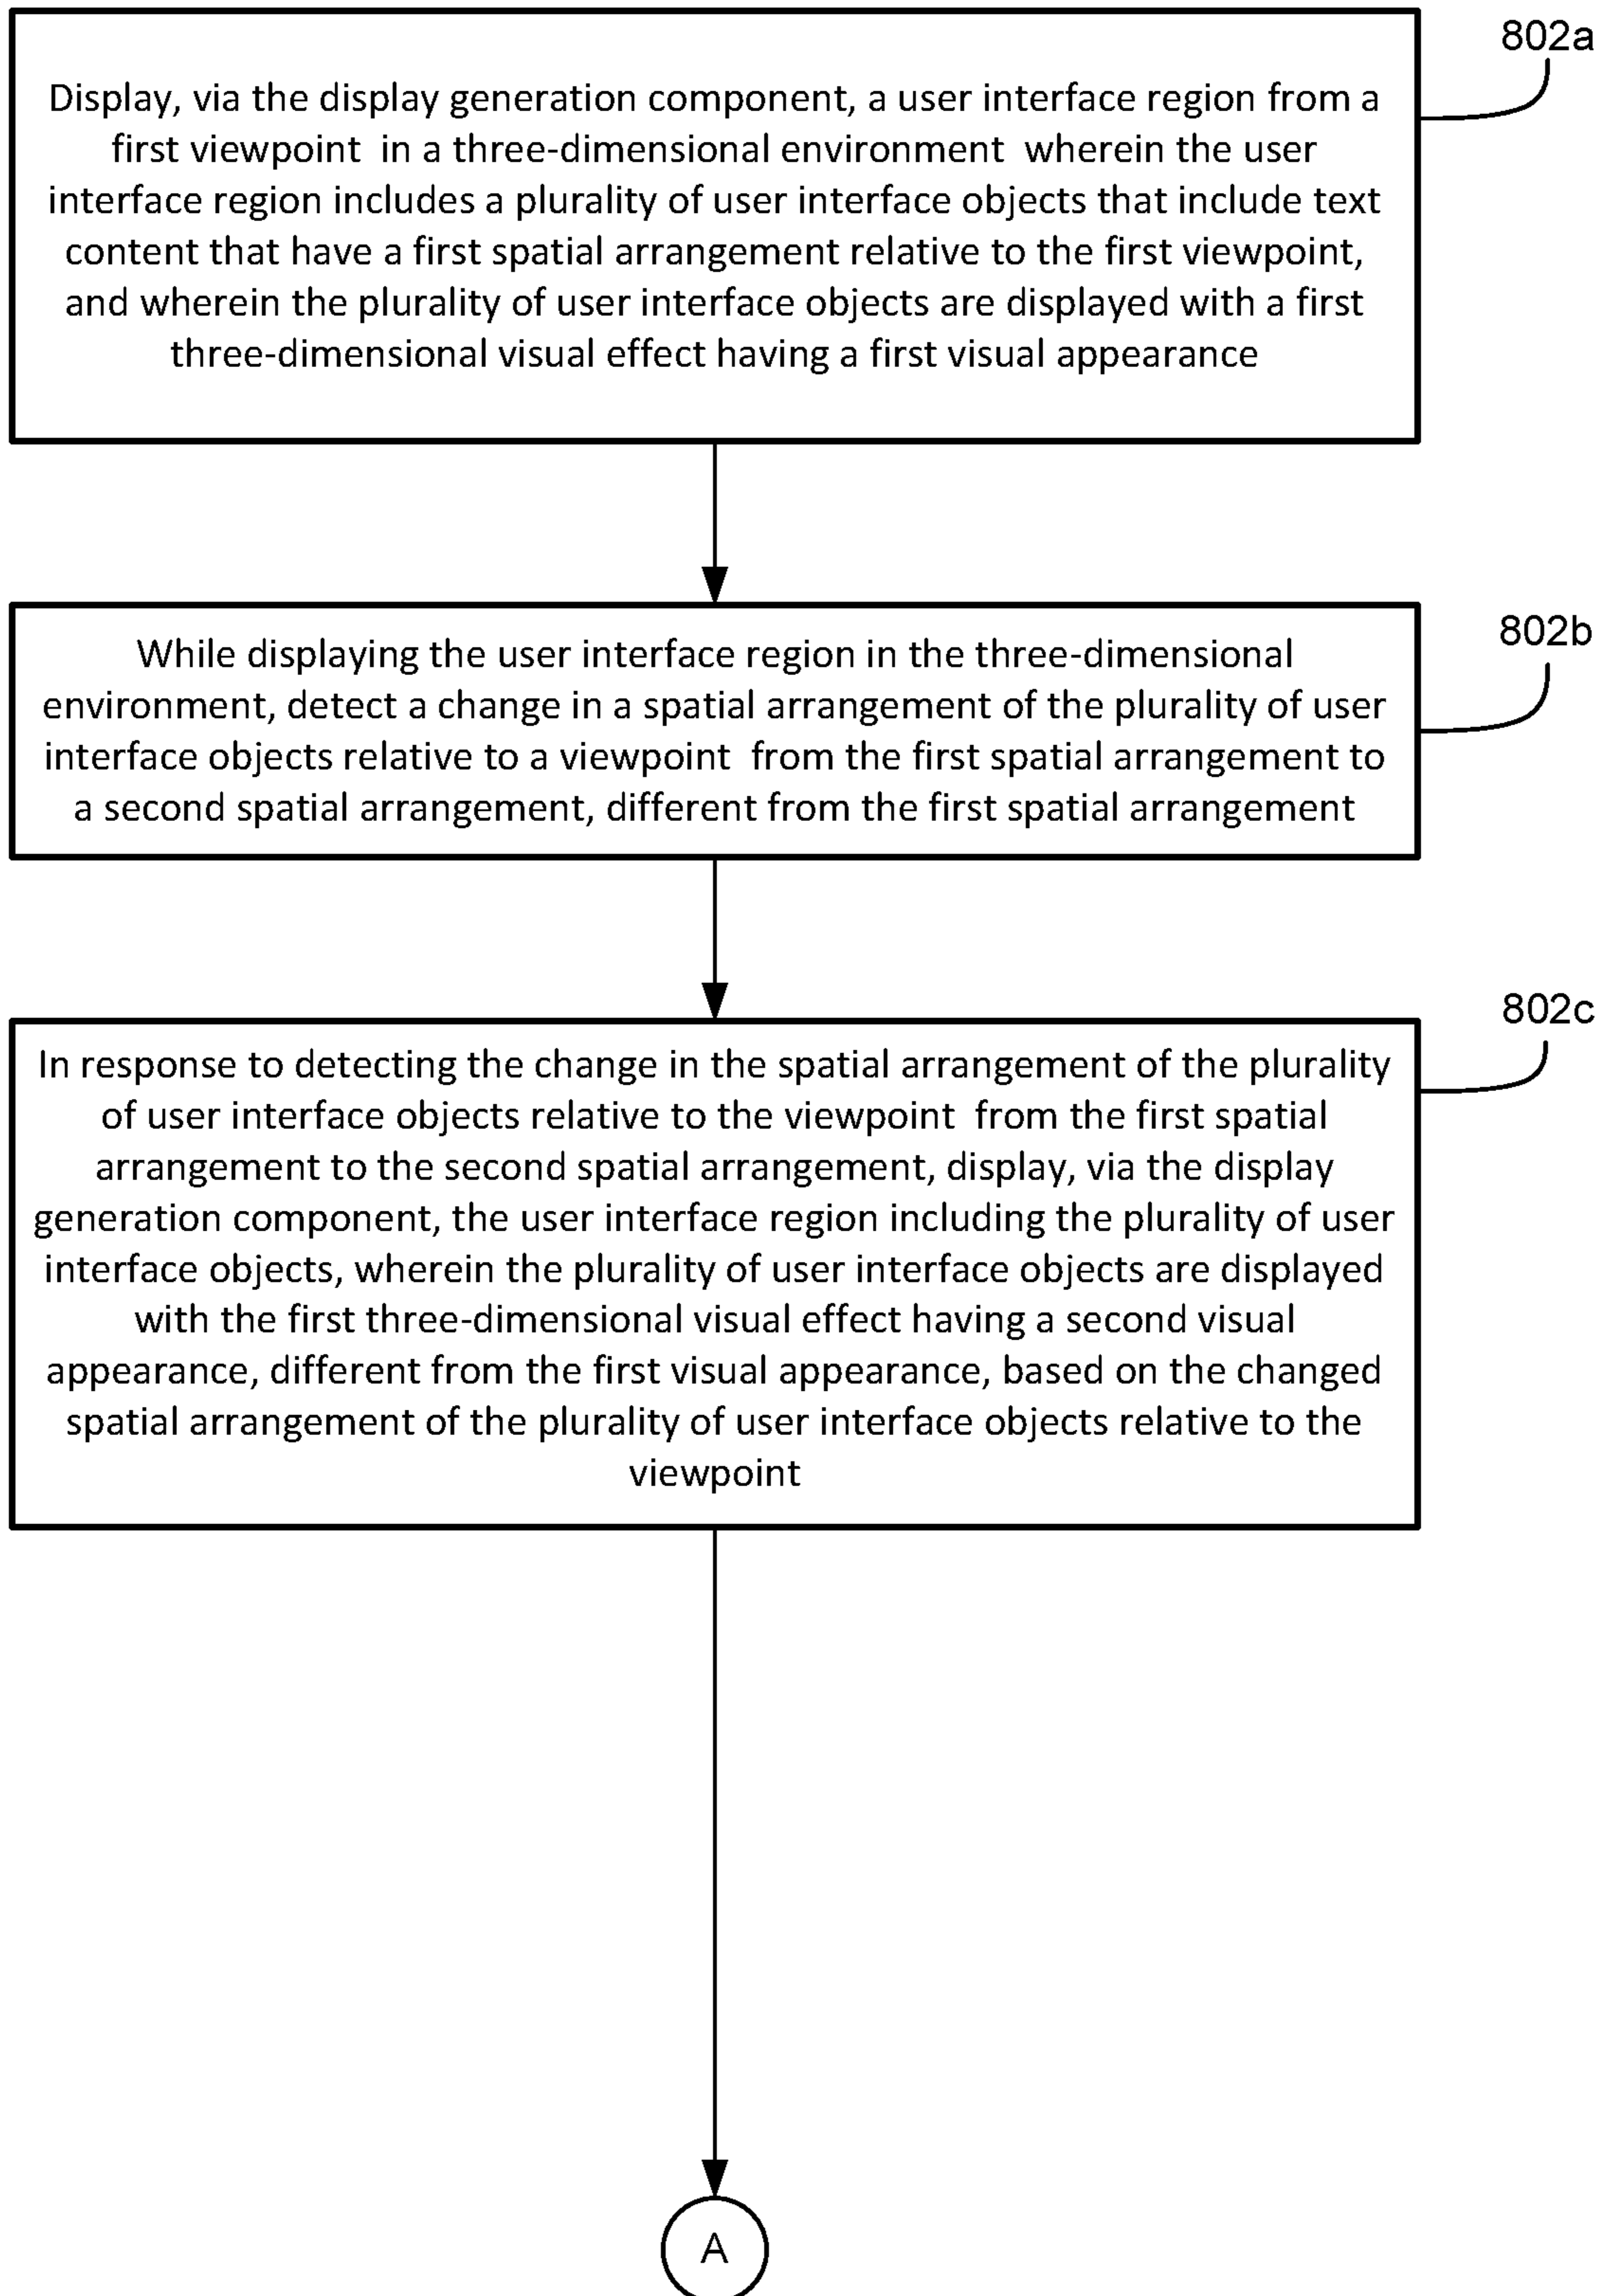 802a
Display, via the display generation component, a user interface region from a
first viewpoint in a three-dimensional environment wherein the user
interface region includes a plurality of user interface objects that include text
content that have a first spatial arrangement relative to the first viewpoint,
and wherein the plurality of user interface objects are displayed with a first
three-dimensional visual effect having a first visual appearance
802b
While displaying the user interface region in the three-dimensional
environment, detect a change in a spatial arrangement of the plurality of user
interface objects relative to a viewpoint from the first spatial arrangement to
a second spatial arrangement, different from the first spatial arrangement
802c
In response to detecting the change in the spatial arrangement of the plurality
of user interface objects relative to the viewpoint from the first spatial
arrangement to the second spatial arrangement, display, via the display
generation component, the user interface region including the plurality of user
interface objects, wherein the plurality of user interface objects are displayed
with the first three-dimensional visual effect having a second visual
appearance, different from the first visual appearance, based on the changed
spatial arrangement of the plurality of user interface objects relative to the
viewpoint
A